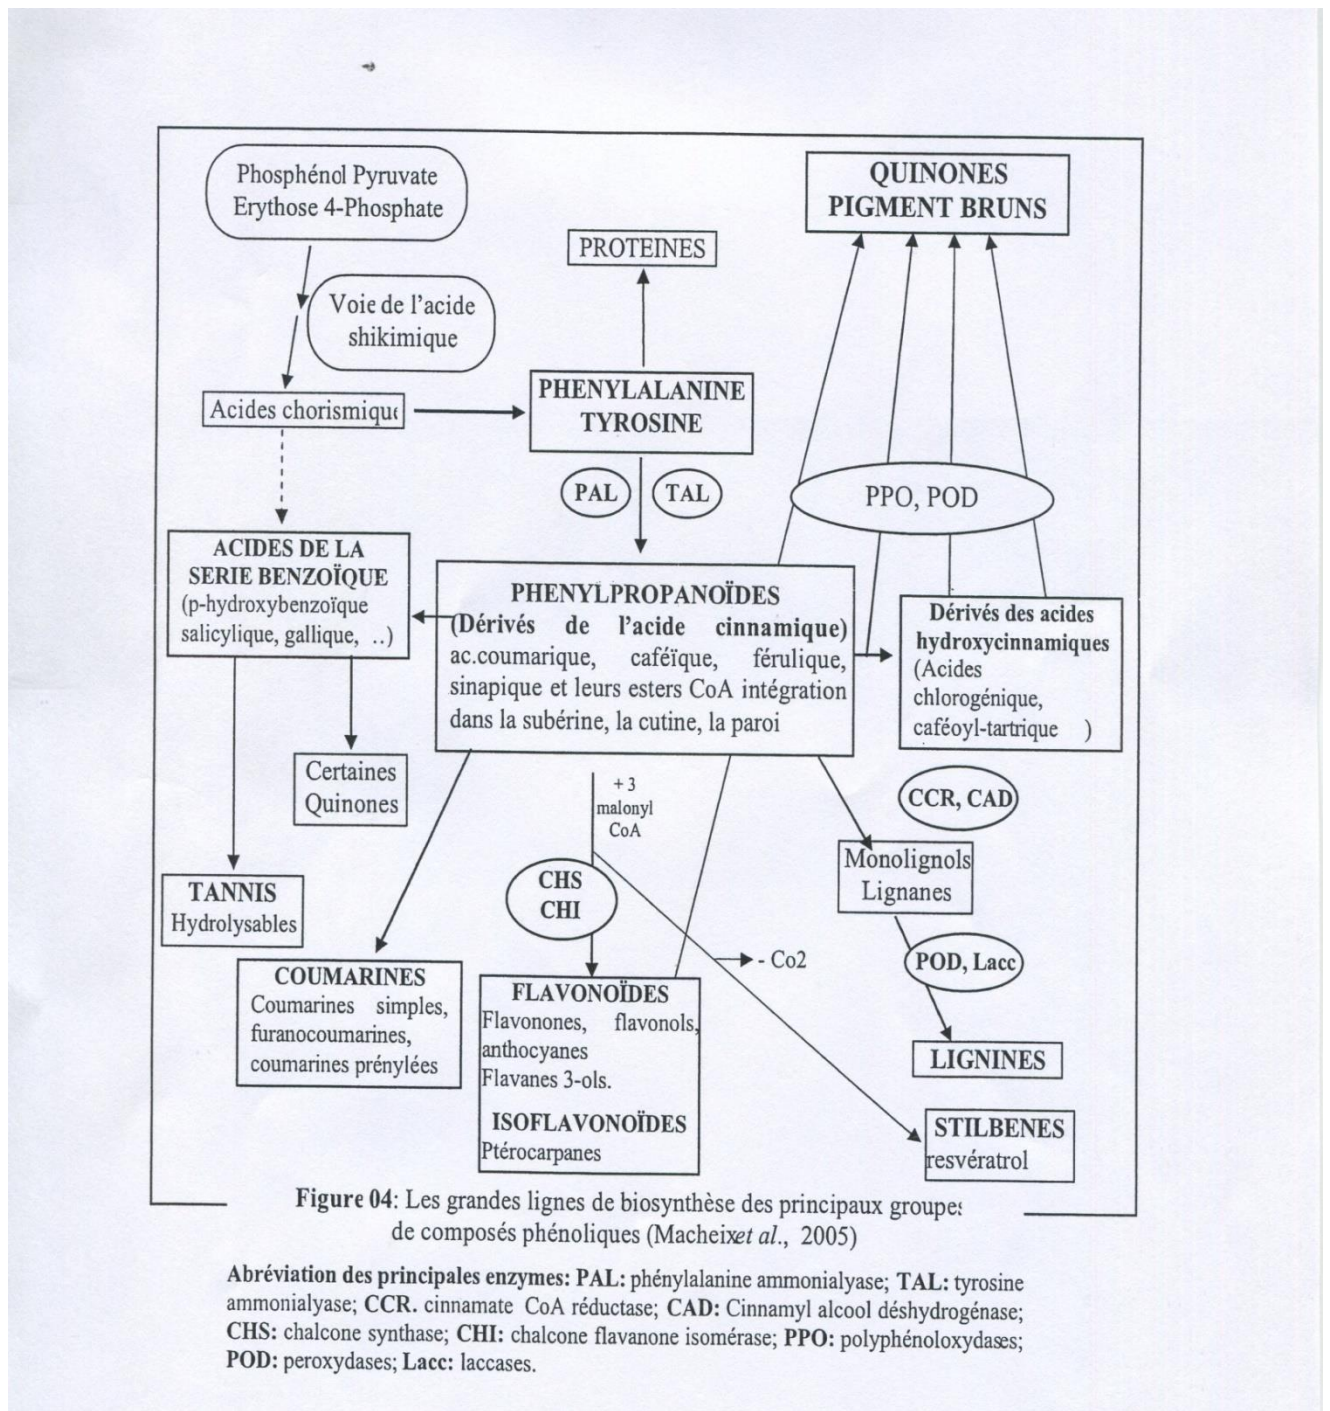 Phosphénol Pyruvate
Erythose 4-Phosphate
QUINONES
PIGMENT BRUNS
PROTEINES
Voie de l'acide
shikimique
Acides chorismique
PHENYLALANINE
TYROSINE
PAL
TAL
PPO, POD
ACIDES DE LA
SERIE BENZOÏQUE
(p-hydroxybenzoïque
salicylique, gallique, ..)
PHENYLPROPANOÏDES
(Dérivés de l'acide cinnamique)
ac.coumarique, caféïque, férulique,
sinapique et leurs esters CoA intégration
dans la subérine, la cutine, la paroi
Dérivés des acides
hydroxycinnamiques
(Acides
chlorogénique,
caféoyl-tartrique )
Certaines
Quinones
+ 3
malonyl
CoA
CCR, CAD
Monolignols
Lignanes
CHS
CHI
TANNIS
Hydrolysables
POD, Lacc
- Co2
COUMARINES
Coumarines simples,
furanocoumarines,
coumarines prénylées
FLAVONOÏDES
Flavonones, flavonols,
anthocyanes
Flavanes 3-ols.
ISOFLAVONOÏDES
Ptérocarpanes
LIGNINES
STILBENES
resvératrol
Figure 04: Les grandes lignes de biosynthèse des principaux groupes
de composés phénoliques (Macheixet al., 2005)
Abréviation des principales enzymes: PAL: phénylalanine ammonialyase; TAL: tyrosine
ammonialyase; CCR. cinnamate CoA réductase; CAD: Cinnamyl alcool déshydrogénase;
CHS: chalcone synthase; CHI: chalcone flavanone isomérase; PPO: polyphénoloxydases;
POD: peroxydases; Lacc: laccases.